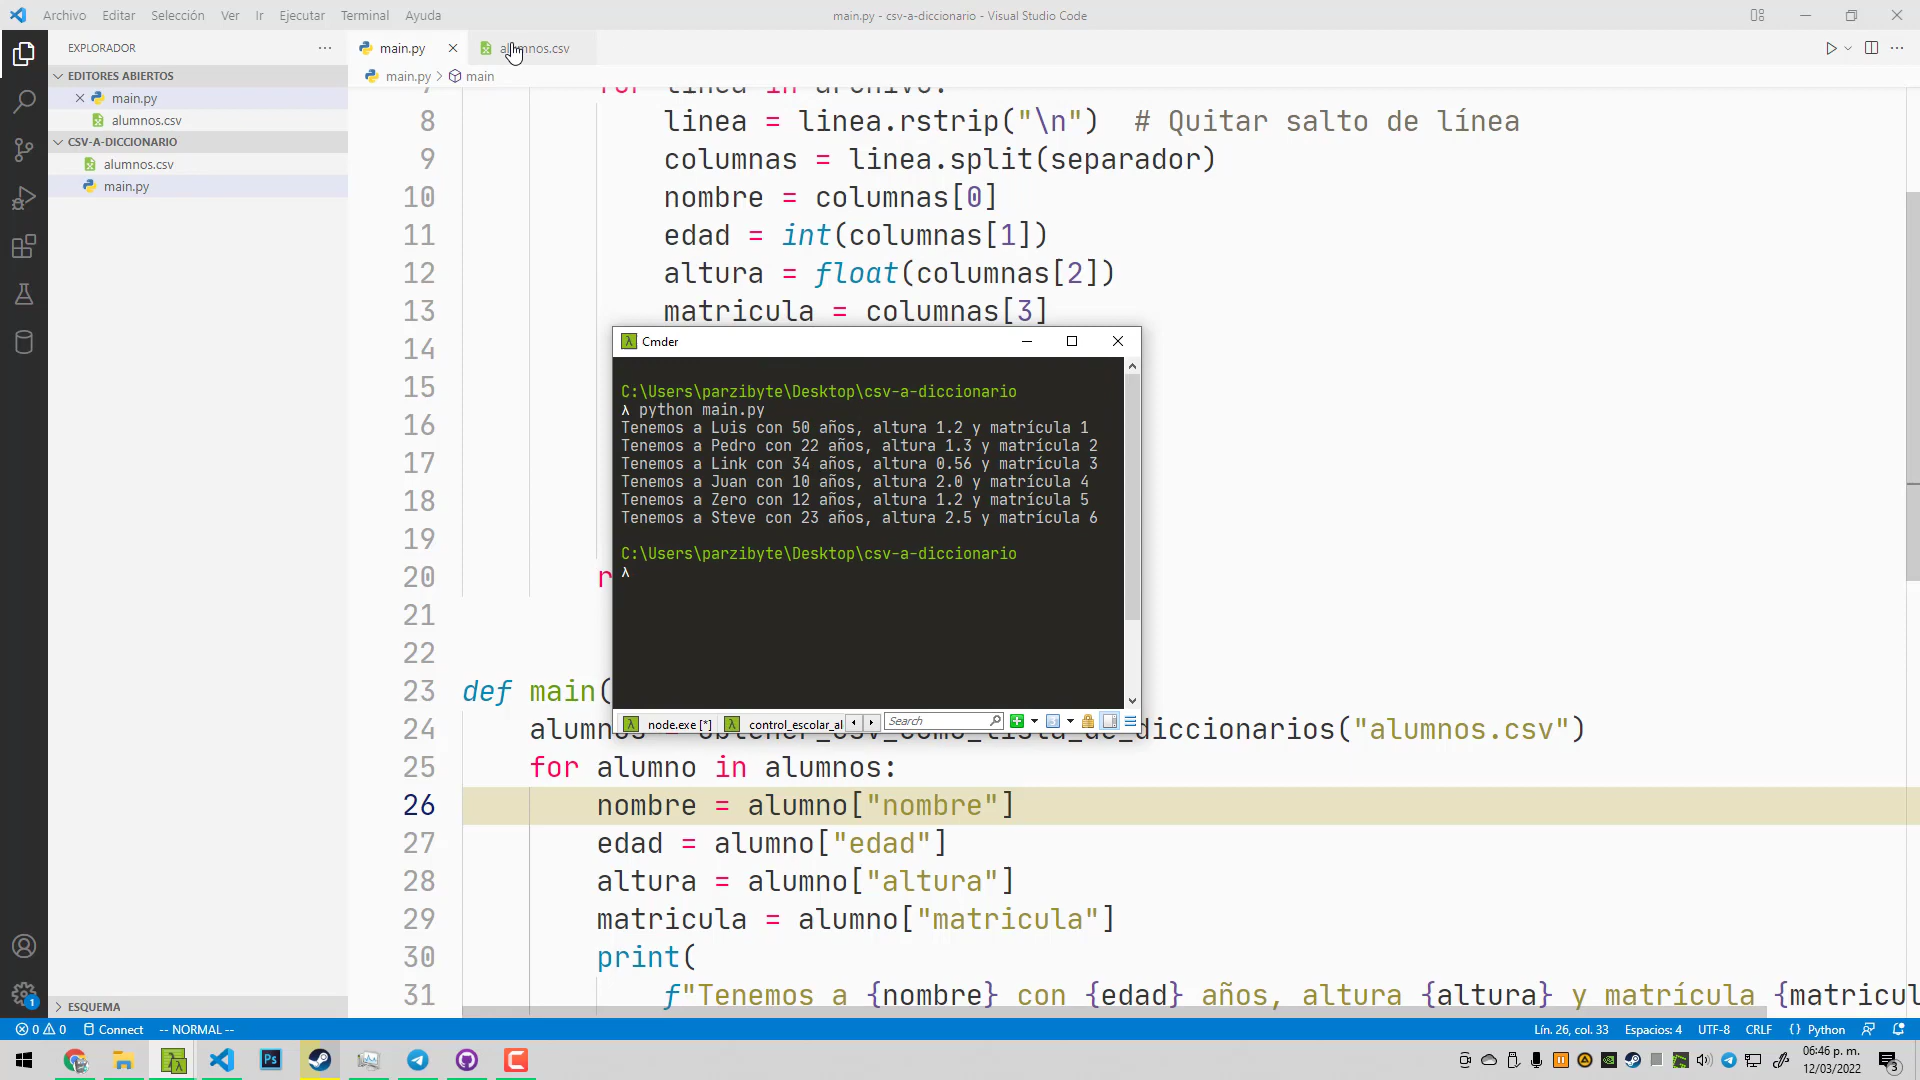 Archivo Editar Selección Ver Ir Ejecutar Terminal Ayuda
main.py - csv-a-diccionario - Visual Studio Code
EXPLORADOR
EDITORES ABIERTOS
main.py
alumnos.csv
CSV-A-DICCIONARIO
alumnos.csv
main.py
ESQUEMA
main.py
alumnos.csv
main.py > main
8 linea = linea.rstrip("\n") # Quitar salto de línea
9 columnas = linea.split(separador)
10 nombre = columnas[0]
11 edad = int(columnas[1])
12 altura = float(columnas[2])
13 matricula = columnas[3]
14
15
16
17
18
19
20 r
21
22
23 def main(
24 alumnos = obtener_csv_como_lista_de_diccionarios("alumnos.csv")
25 for alumno in alumnos:
26 nombre = alumno["nombre"]
27 edad = alumno["edad"]
28 altura = alumno["altura"]
29 matricula = alumno["matricula"]
30 print(
31 f"Tenemos a {nombre} con {edad} años, altura {altura} y matrícula {matricul
Cmder
C:\Users\parzibyte\Desktop\csv-a-diccionario
λ python main.py
Tenemos a Luis con 50 años, altura 1.2 y matrícula 1
Tenemos a Pedro con 22 años, altura 1.3 y matrícula 2
Tenemos a Link con 34 años, altura 0.56 y matrícula 3
Tenemos a Juan con 10 años, altura 2.0 y matrícula 4
Tenemos a Zero con 12 años, altura 1.2 y matrícula 5
Tenemos a Steve con 23 años, altura 2.5 y matrícula 6
C:\Users\parzibyte\Desktop\csv-a-diccionario
λ
node.exe [*] control_escolar_al Search
0 0 Connect -- NORMAL -- Lín. 26, col. 33 Espacios: 4 UTF-8 CRLF {} Python
06:46 p. m.
12/03/2022
3